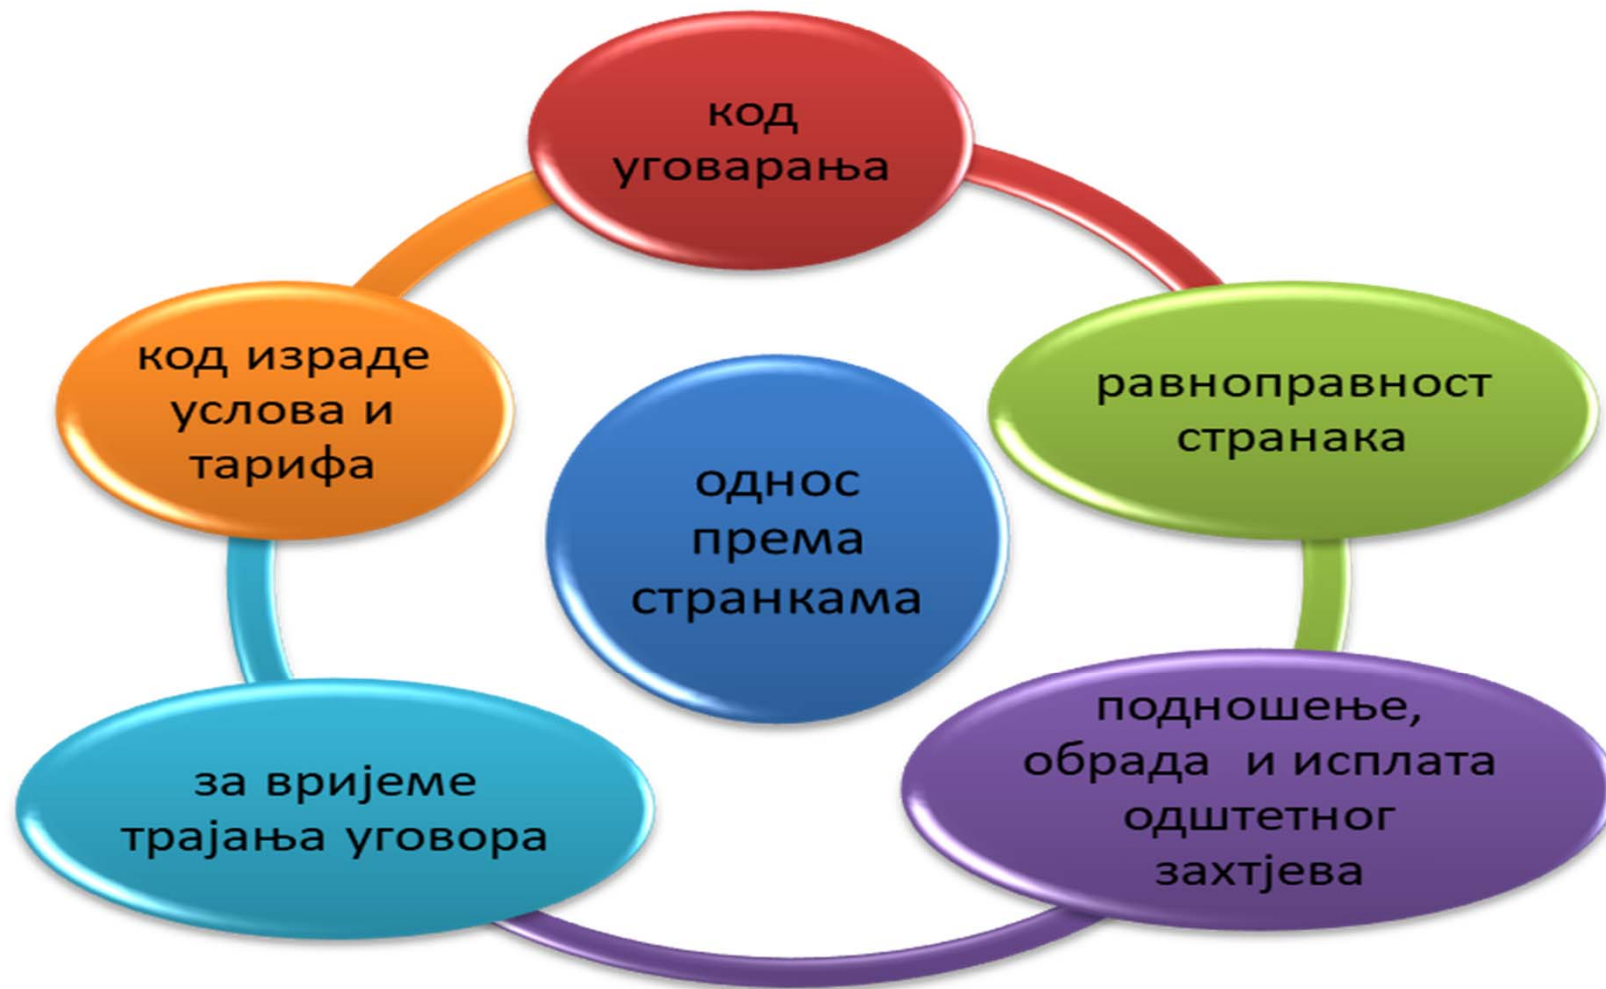 код
уговарања
равноправност
странака
подношење,
обрада  и исплата
одштетног
захтјева
за вријеме
трајања уговора
код израде
услова и
тарифа
однос
према
странкама